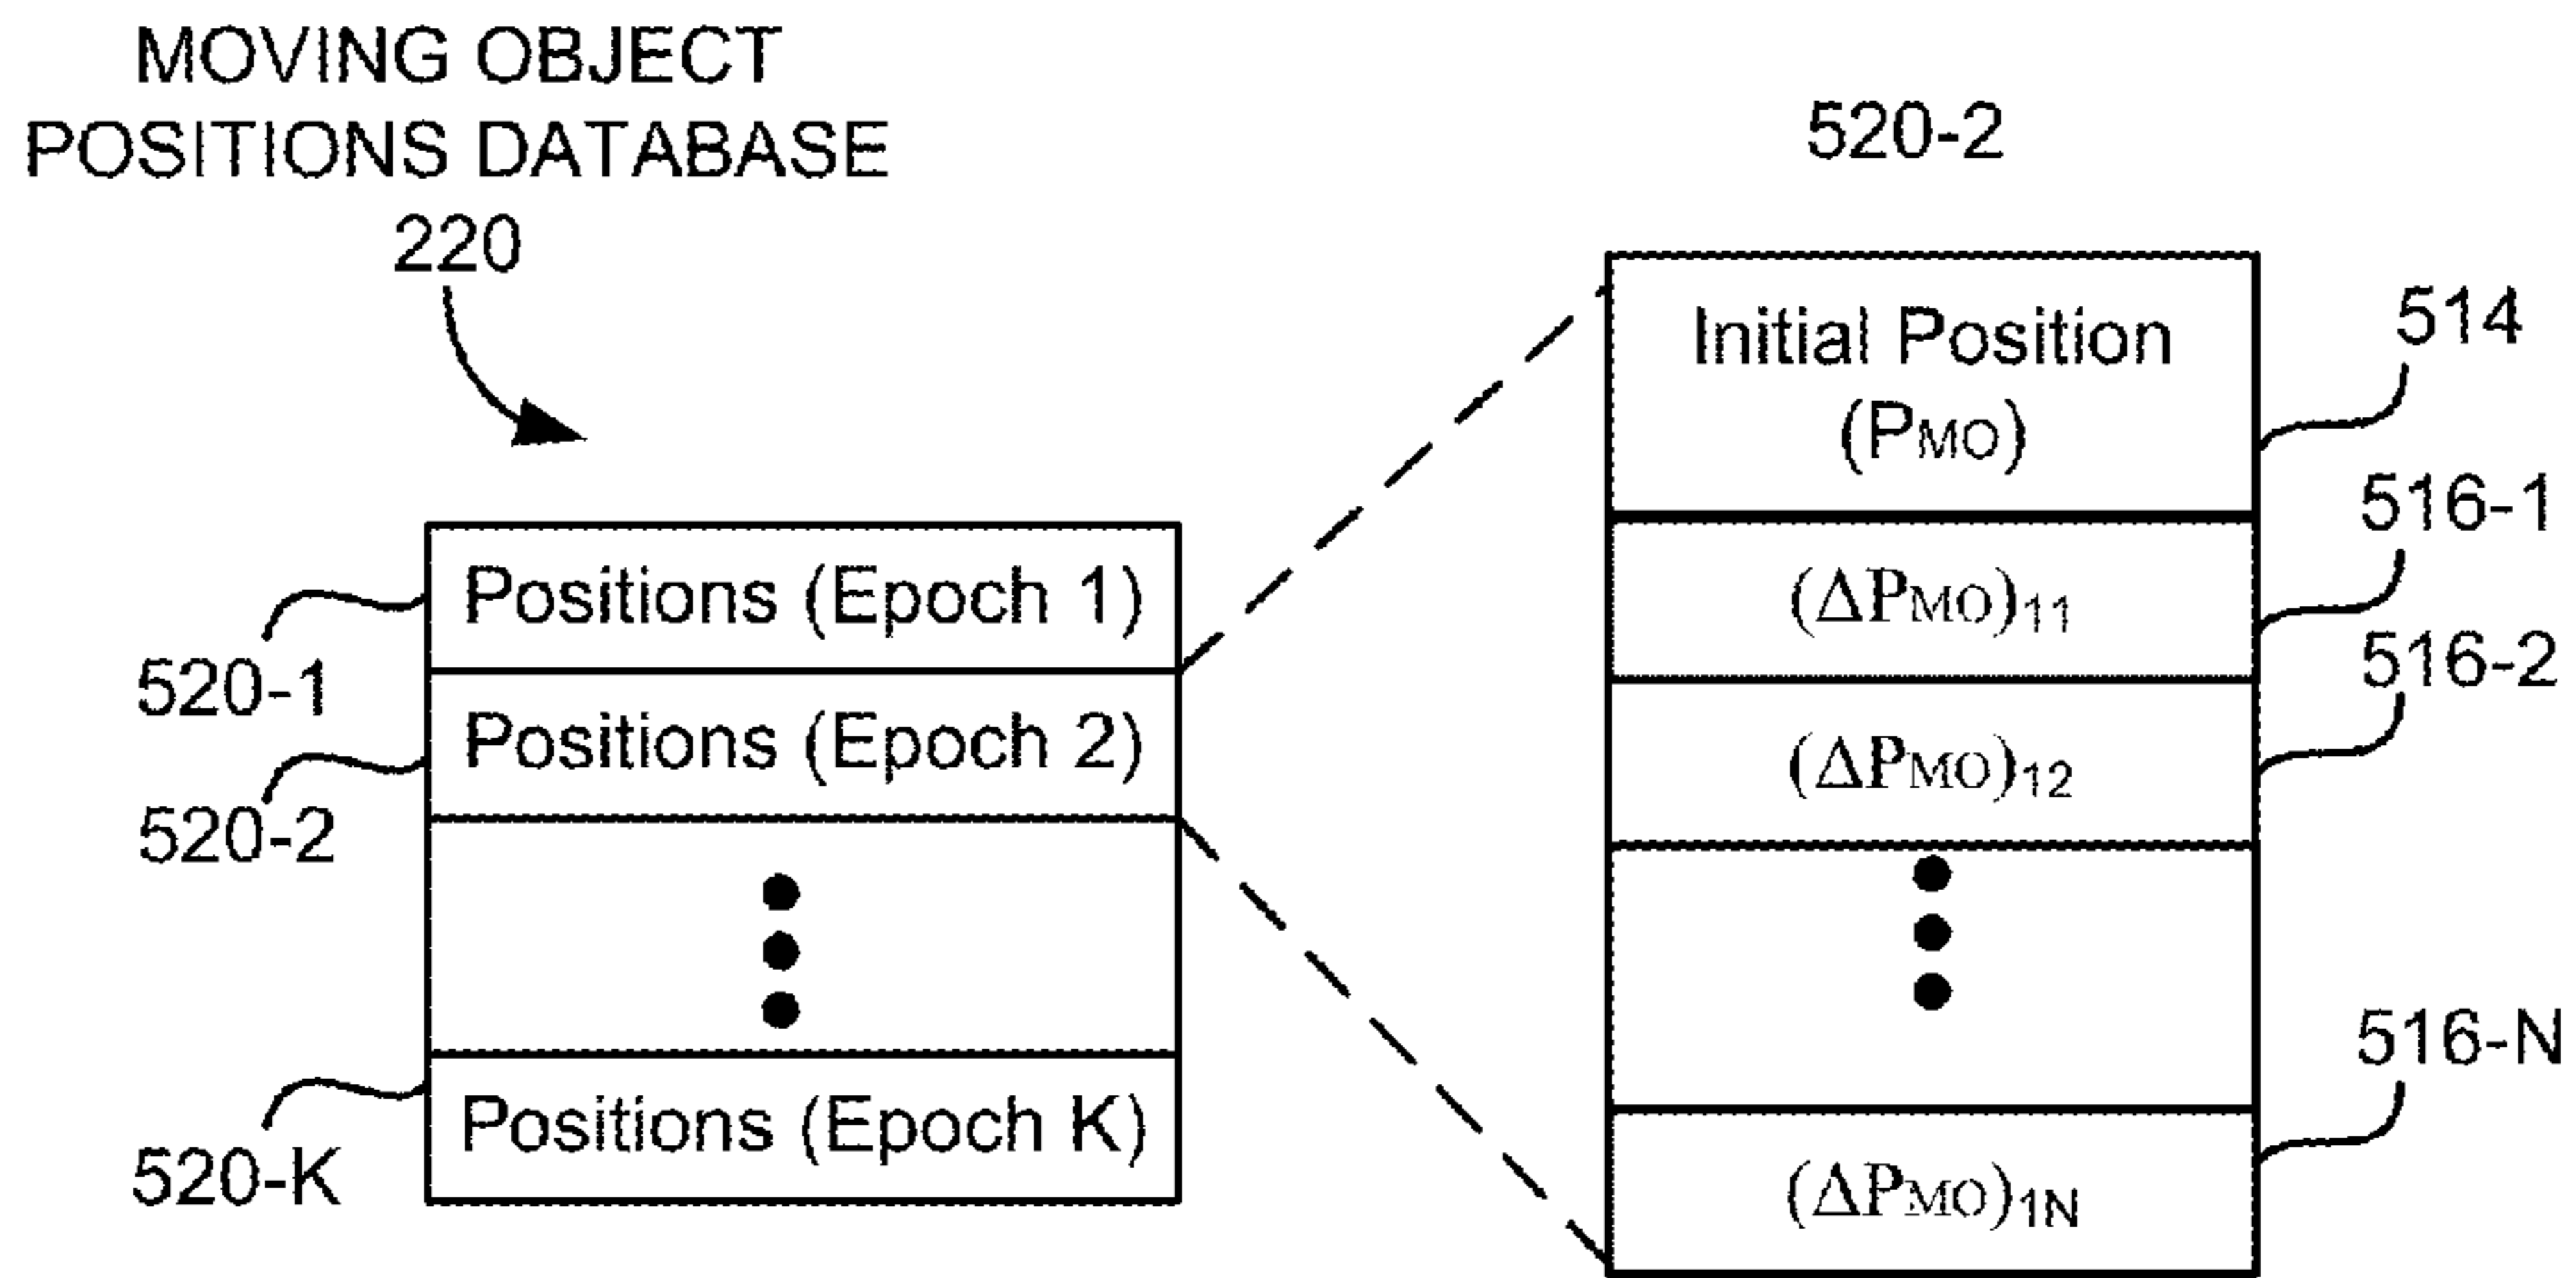 MOVING OBJECT
POSITIONS DATABASE
220
Positions (Epoch 1)
520-1
Positions (Epoch 2)
520-2
Positions (Epoch K)
520-K
520-2
Initial Position
(PMO)
514
516-1
(ΔPMO)11
516-2
(ΔPMO)12
516-N
(ΔPMO)1N